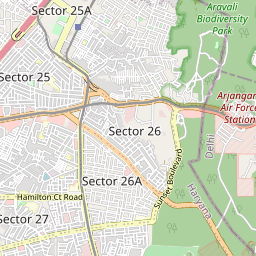 Sector 25A
Aravali
Biodiversity
Park
Sector 25
Arjangarh
Air Force
Station
Sector 26
Delhi
Sector 26A
Sunset Boulevard
Haryana
Hamilton Ct Road
Sector 27